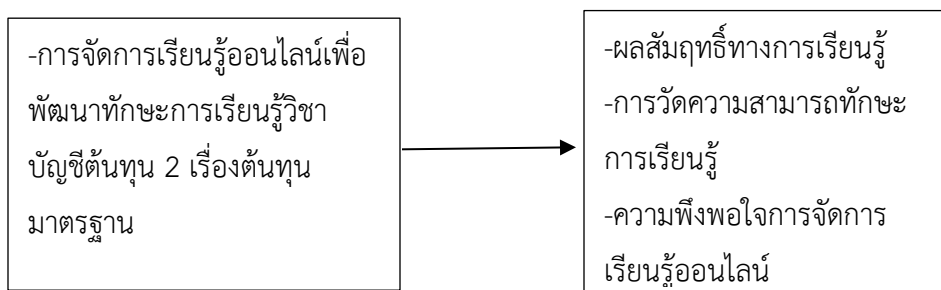 -การจัดการเรียนรู้ออนไลน์เพื่อ
พัฒนาทักษะการเรียนรู้วิชา
บัญชีต้นทุน 2 เรื่องต้นทุน
มาตรฐาน
-ผลสัมฤทธิ์ทางการเรียนรู้
-การวัดความสามารถทักษะ
การเรียนรู้
-ความพึงพอใจการจัดการ
เรียนรู้ออนไลน์